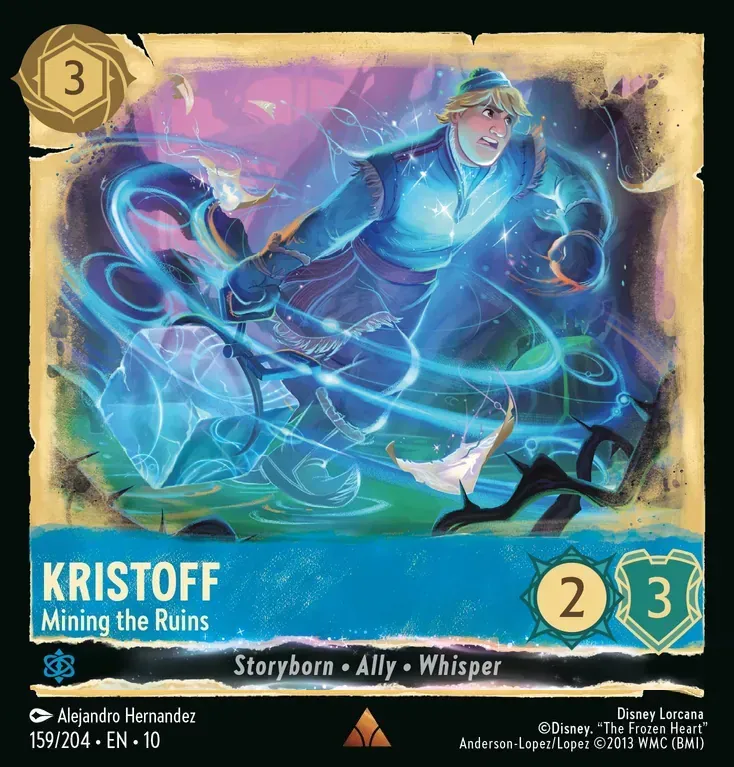 3
KRISTOFF
Mining the Ruins
2
3
Storyborn • Ally • Whisper
Alejandro Hernandez
159/204 • EN • 10
Disney Lorcana
©Disney. "The Frozen Heart"
Anderson-Lopez/Lopez ©2013 WMC (BMI)